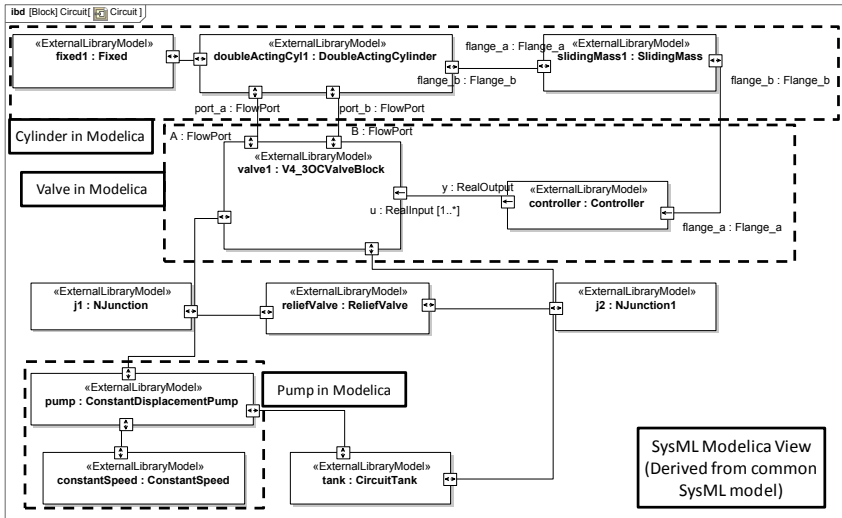 ibd [Block] Circuit[ Circuit ]
«ExternalLibraryModel»
fixed1 : Fixed
«ExternalLibraryModel»
doubleActingCyl1 : DoubleActingCylinder
flange_a : Flange_a
flange_b : Flange_b
«ExternalLibraryModel»
slidingMass1 : SlidingMass
flange_b : Flange_b
port_a : FlowPort
port_b : FlowPort
Cylinder in Modelica
A : FlowPort
B : FlowPort
«ExternalLibraryModel»
valve1 : V4_3OCValveBlock
Valve in Modelica
y : RealOutput
u : RealInput [1..*]
«ExternalLibraryModel»
controller : Controller
flange_a : Flange_a
«ExternalLibraryModel»
j1 : NJunction
«ExternalLibraryModel»
reliefValve : ReliefValve
«ExternalLibraryModel»
j2 : NJunction1
«ExternalLibraryModel»
pump : ConstantDisplacementPump
Pump in Modelica
«ExternalLibraryModel»
constantSpeed : ConstantSpeed
«ExternalLibraryModel»
tank : CircuitTank
SysML Modelica View
(Derived from common
SysML model)